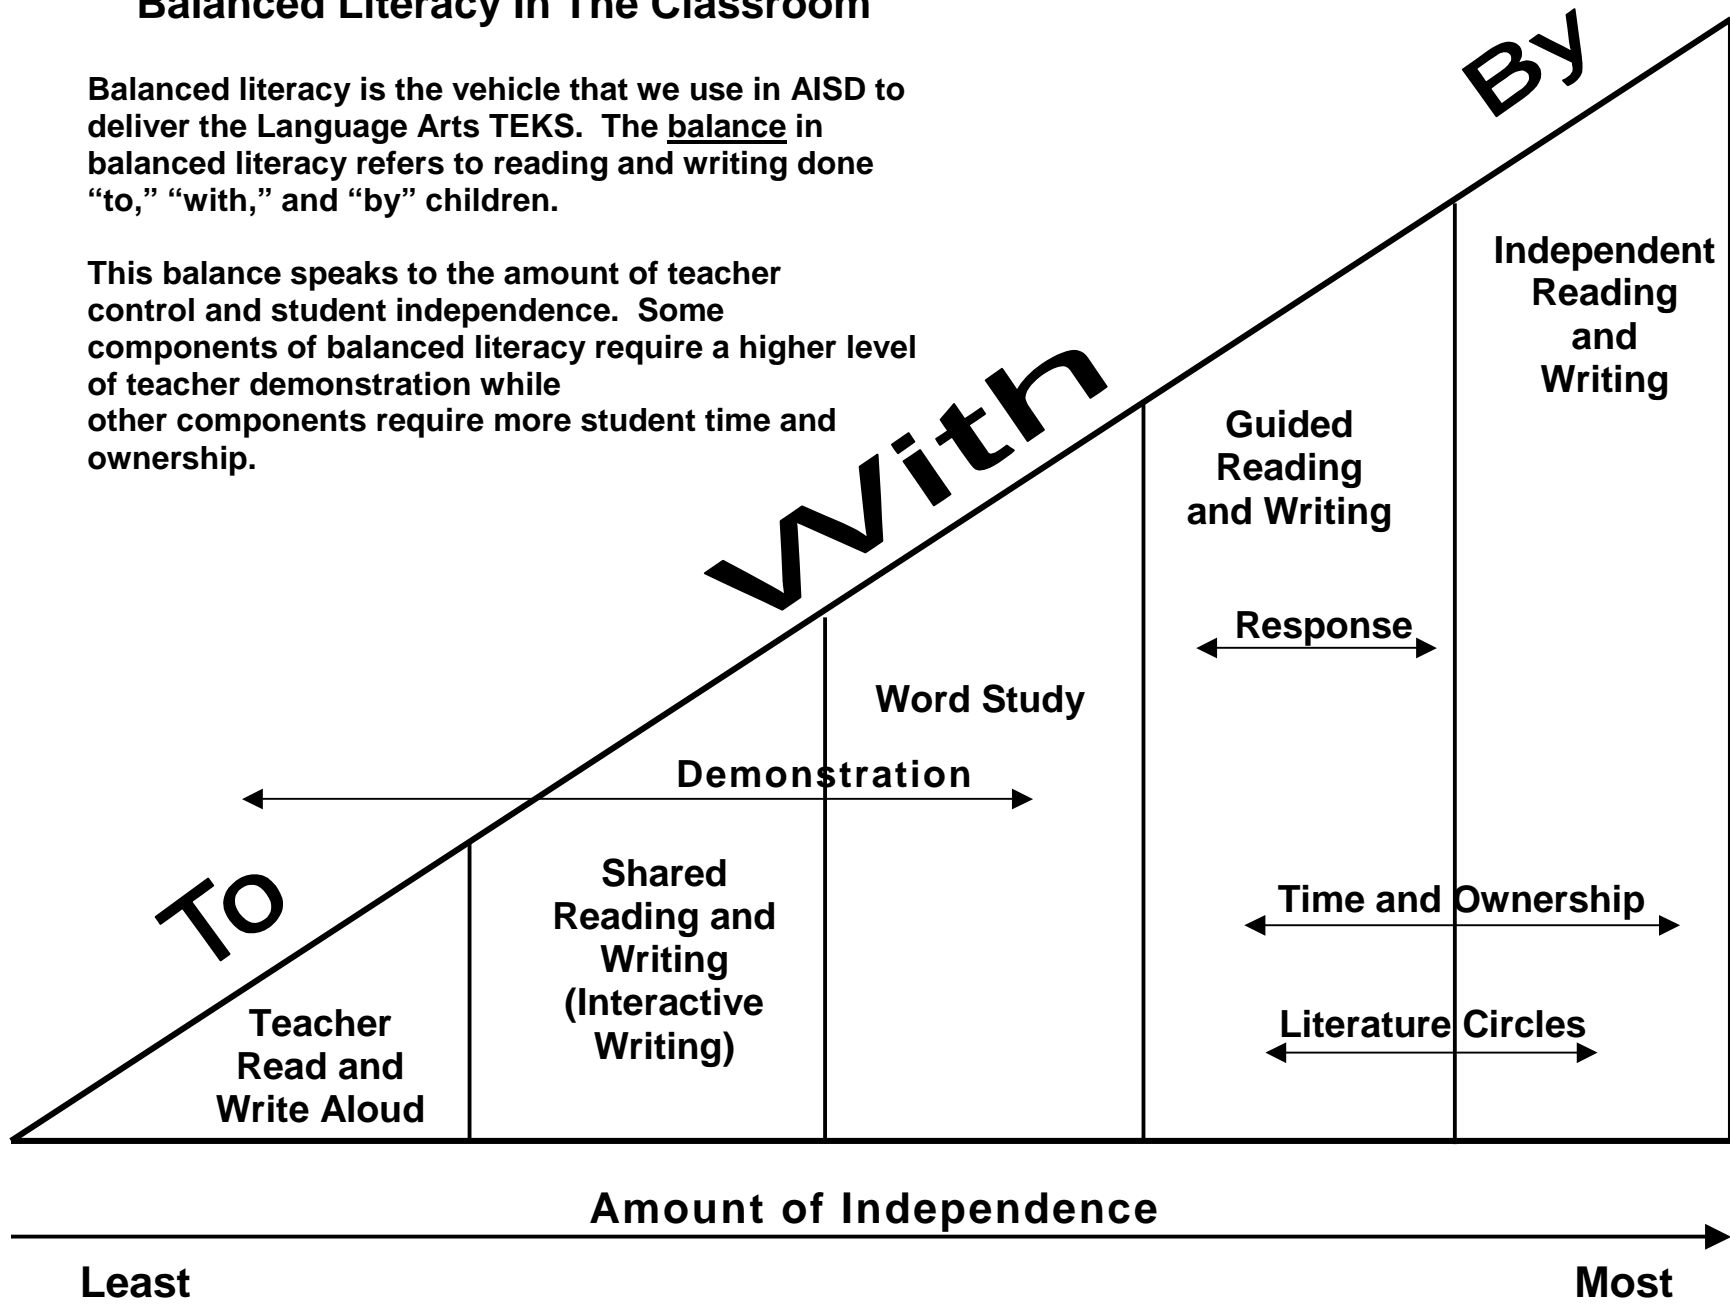 Balanced Literacy In The Classroom
Balanced literacy is the vehicle that we use in AISD to
deliver the Language Arts TEKS. The balance in
balanced literacy refers to reading and writing done
“to,” “with,” and “by” children.
This balance speaks to the amount of teacher
control and student independence. Some
components of balanced literacy require a higher level
of teacher demonstration while
other components require more student time and
ownership.
To
With
By
Teacher
Read and
Write Aloud
Shared
Reading and
Writing
(Interactive
Writing)
Word Study
Demonstration
Guided
Reading
and Writing
Response
Independent
Reading
and
Writing
Time and Ownership
Literature Circles
Amount of Independence
Least
Most